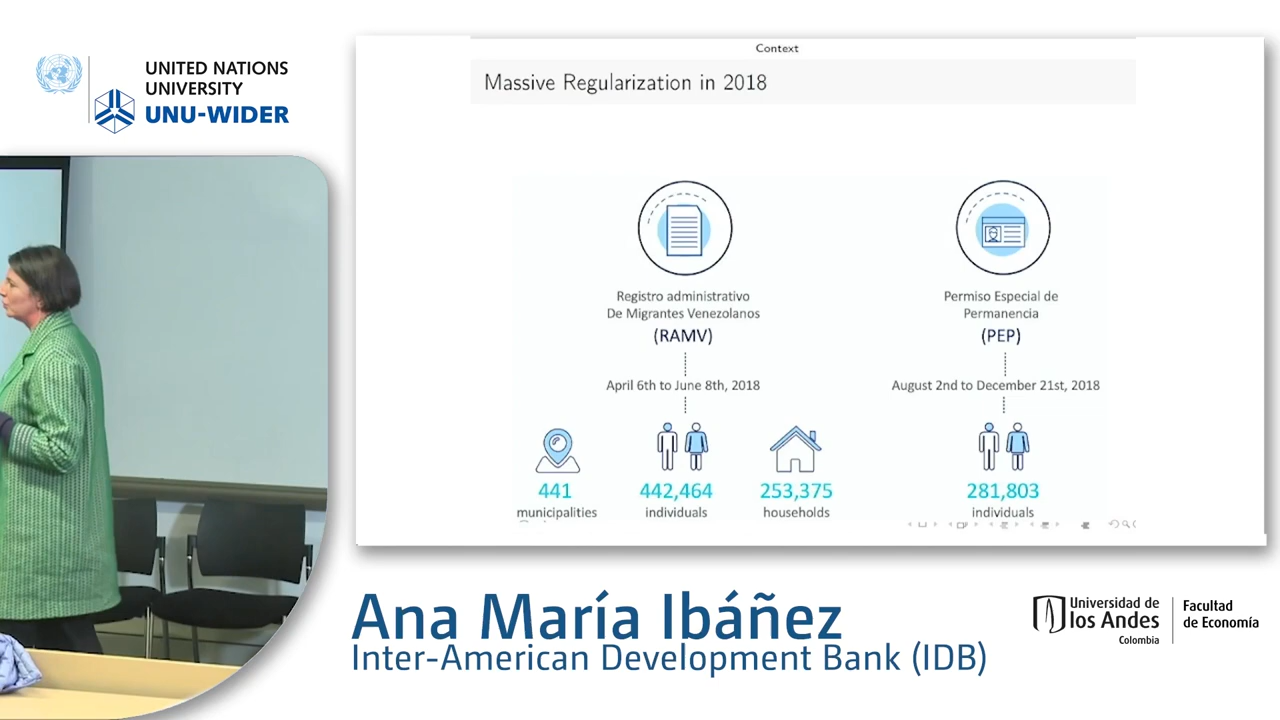 UNITED NATIONS
UNIVERSITY
UNU-WIDER
Context
Massive Regularization in 2018
Registro administrativo
De Migrantes Venezolanos
(RAMV)
April 6th to June 8th, 2018
441
municipalities
442,464
individuals
253,375
households
Permiso Especial de
Permanencia
(PEP)
August 2nd to December 21st, 2018
281,803
individuals
Ana María Ibáñez
Inter-American Development Bank (IDB)
Universidad de
los Andes
Colombia
Facultad
de Economía